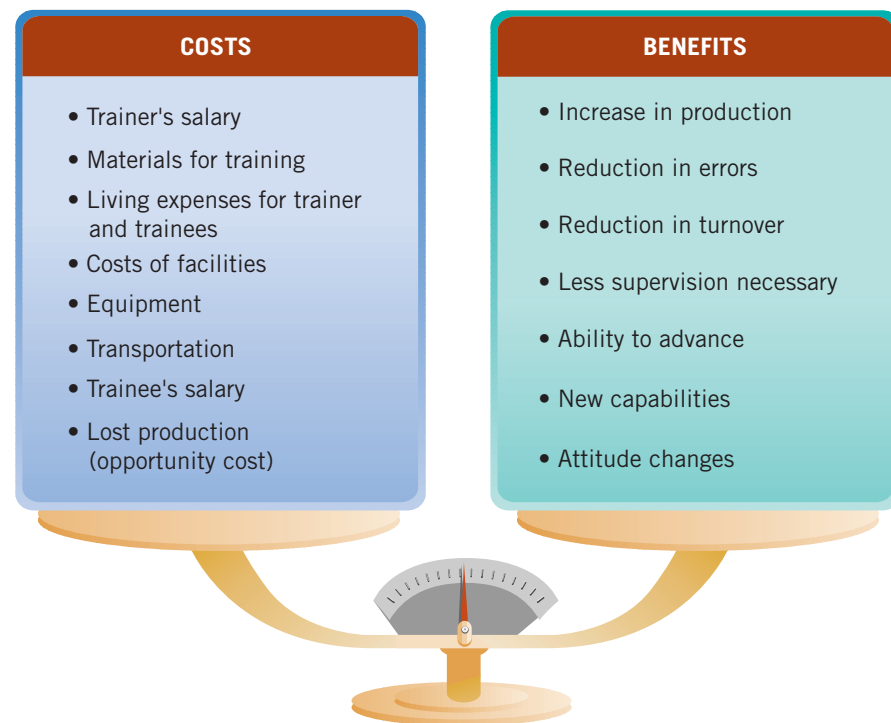 COSTS
• Trainer's salary
• Materials for training
• Living expenses for trainer
and trainees
• Costs of facilities
• Equipment
• Transportation
• Trainee's salary
• Lost production
(opportunity cost)
BENEFITS
• Increase in production
• Reduction in errors
• Reduction in turnover
• Less supervision necessary
• Ability to advance
• New capabilities
• Attitude changes